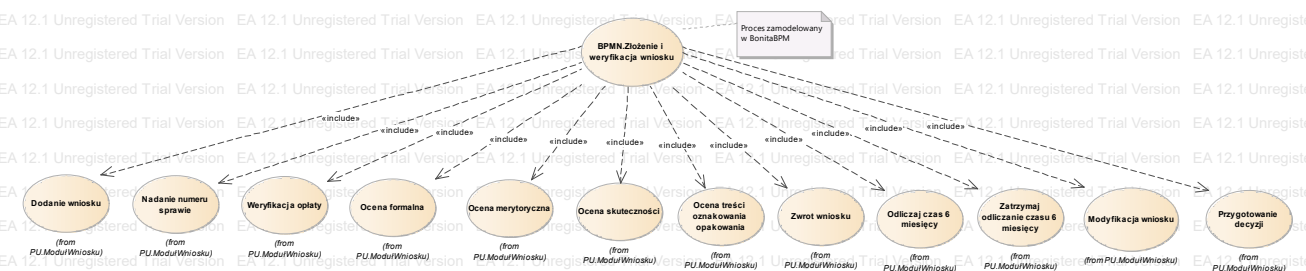 EA 12.1 Unregistered Trial Version
BPMN.Złożenie i
weryfikacja wniosku
Proces zamodelowany
w BonitaBPM
«include»
«include»
«include»
«include»
«include»
«include»
«include»
«include»
«include»
«include»
«include»
«include»
Dodanie wniosku
(from
PU.ModułWniosku)
Nadanie numeru
sprawie
(from
PU.ModułWniosku)
Weryfikacja opłaty
(from
PU.ModułWniosku)
Ocena formalna
(from
PU.ModułWniosku)
Ocena merytoryczna
(from
PU.ModułWniosku)
Ocena skuteczności
(from
PU.ModułWniosku)
Ocena treści
oznakowania
opakowania
(from
PU.ModułWniosku)
Zwrot wniosku
(from
PU.ModułWniosku)
Odliczaj czas 6
miesięcy
(from
PU.ModułWniosku)
Zatrzymaj
odliczanie czasu 6
miesięcy
(from
PU.ModułWniosku)
Modyfikacja wniosku
(from PU.ModułWniosku)
Przygotowanie
decyzji
(from
PU.ModułWniosku)